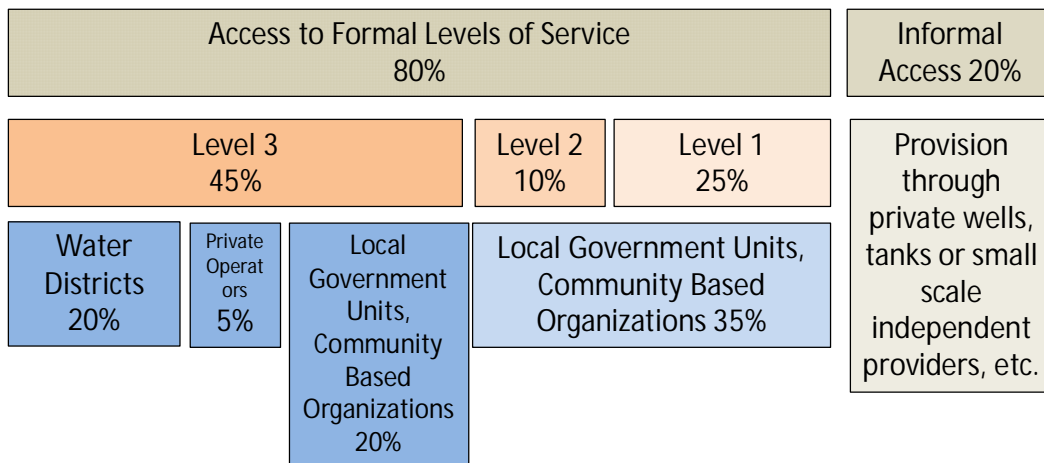 Access to Formal Levels of Service
80%
Informal
Access 20%
Level 3
45%
Level 2
10%
Level 1
25%
Provision
through
private wells,
tanks or small
scale
independent
providers, etc.
Water
Districts
20%
Private
Operat
ors
5%
Local
Government
Units,
Community
Based
Organizations
20%
Local Government Units,
Community Based
Organizations 35%